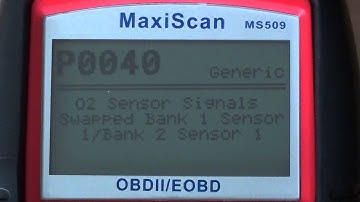 MaxiScan MS509
P0040 Generic
O2 Sensor Signals
Swapped Bank 1 Sensor
1/Bank 2 Sensor 1
OBDII/EOBD